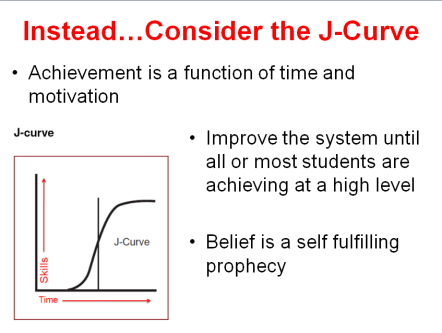 Instead…Consider the J-Curve
• Achievement is a function of time and
motivation
J-curve
J-Curve
Skills
Time
• Improve the system until
all or most students are
achieving at a high level
• Belief is a self fulfilling
prophecy